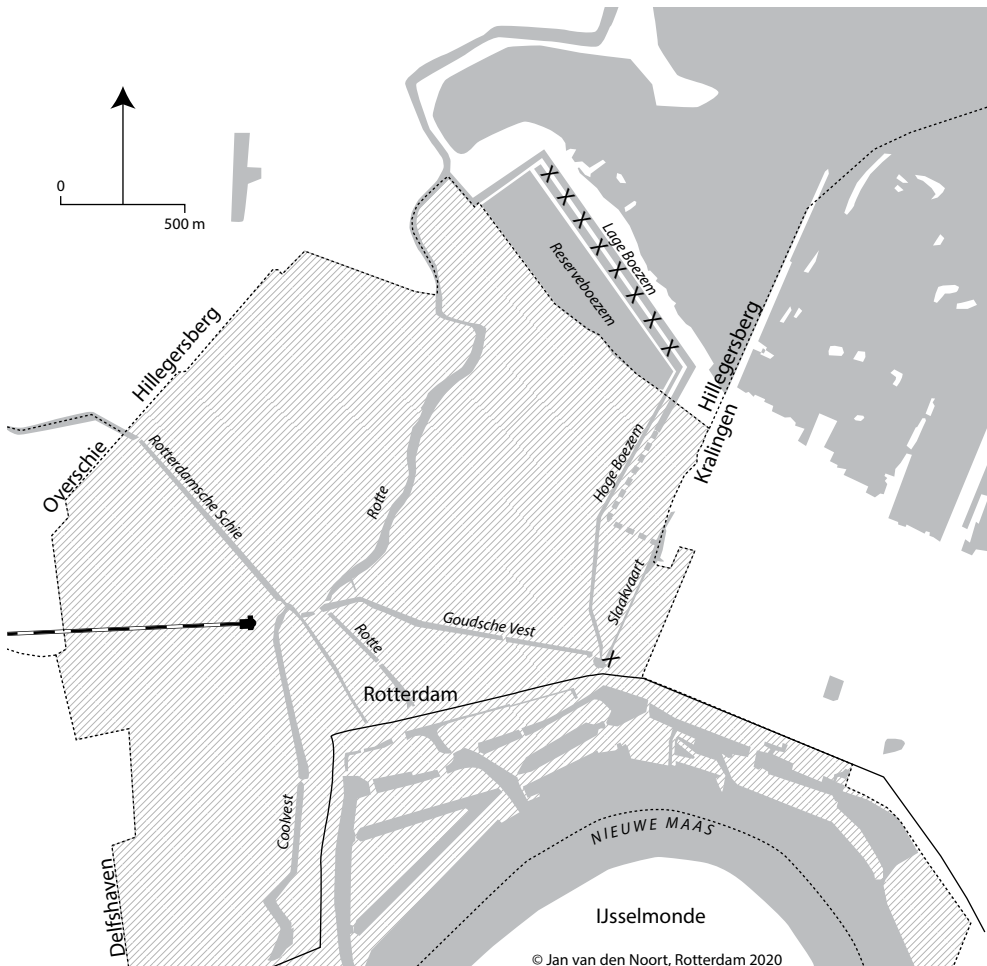 0
500 m
Lage Boezem
Reserveboezem
Hillegersberg
Hillegersberg
Kralingen
Overschie
Rotterdamsche Schie
Rotte
Hoge Boezem
Slaakvaart
Goudsche Vest
Rotte
Rotterdam
Coolvest
NIEUWE MAAS
Delfshaven
IJsselmonde
© Jan van den Noort, Rotterdam 2020